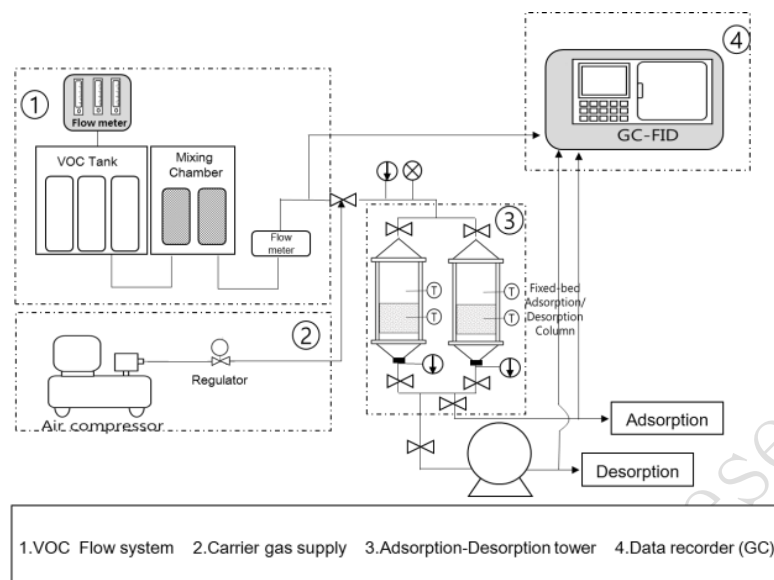 1
Flow meter
VOC Tank
Mixing
Chamber
Flow
meter
4
GC-FID
3
T
T
T
T
Fixed-bed
Adsorption/
Desorption
Column
2
Regulator
Air compressor
Adsorption
Desorption
1.VOC Flow system 2.Carrier gas supply 3.Adsorption-Desorption tower 4.Data recorder (GC)